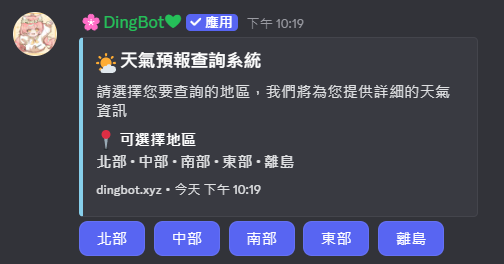 🌸DingBot💚 ✓ 應用 下午 10:19
🌤️ 天氣預報查詢系統
請選擇您要查詢的地區，我們將為您提供詳細的天氣
資訊
📍 可選擇地區
北部 • 中部 • 南部 • 東部 • 離島
dingbot.xyz • 今天 下午 10:19
北部 中部 南部 東部 離島